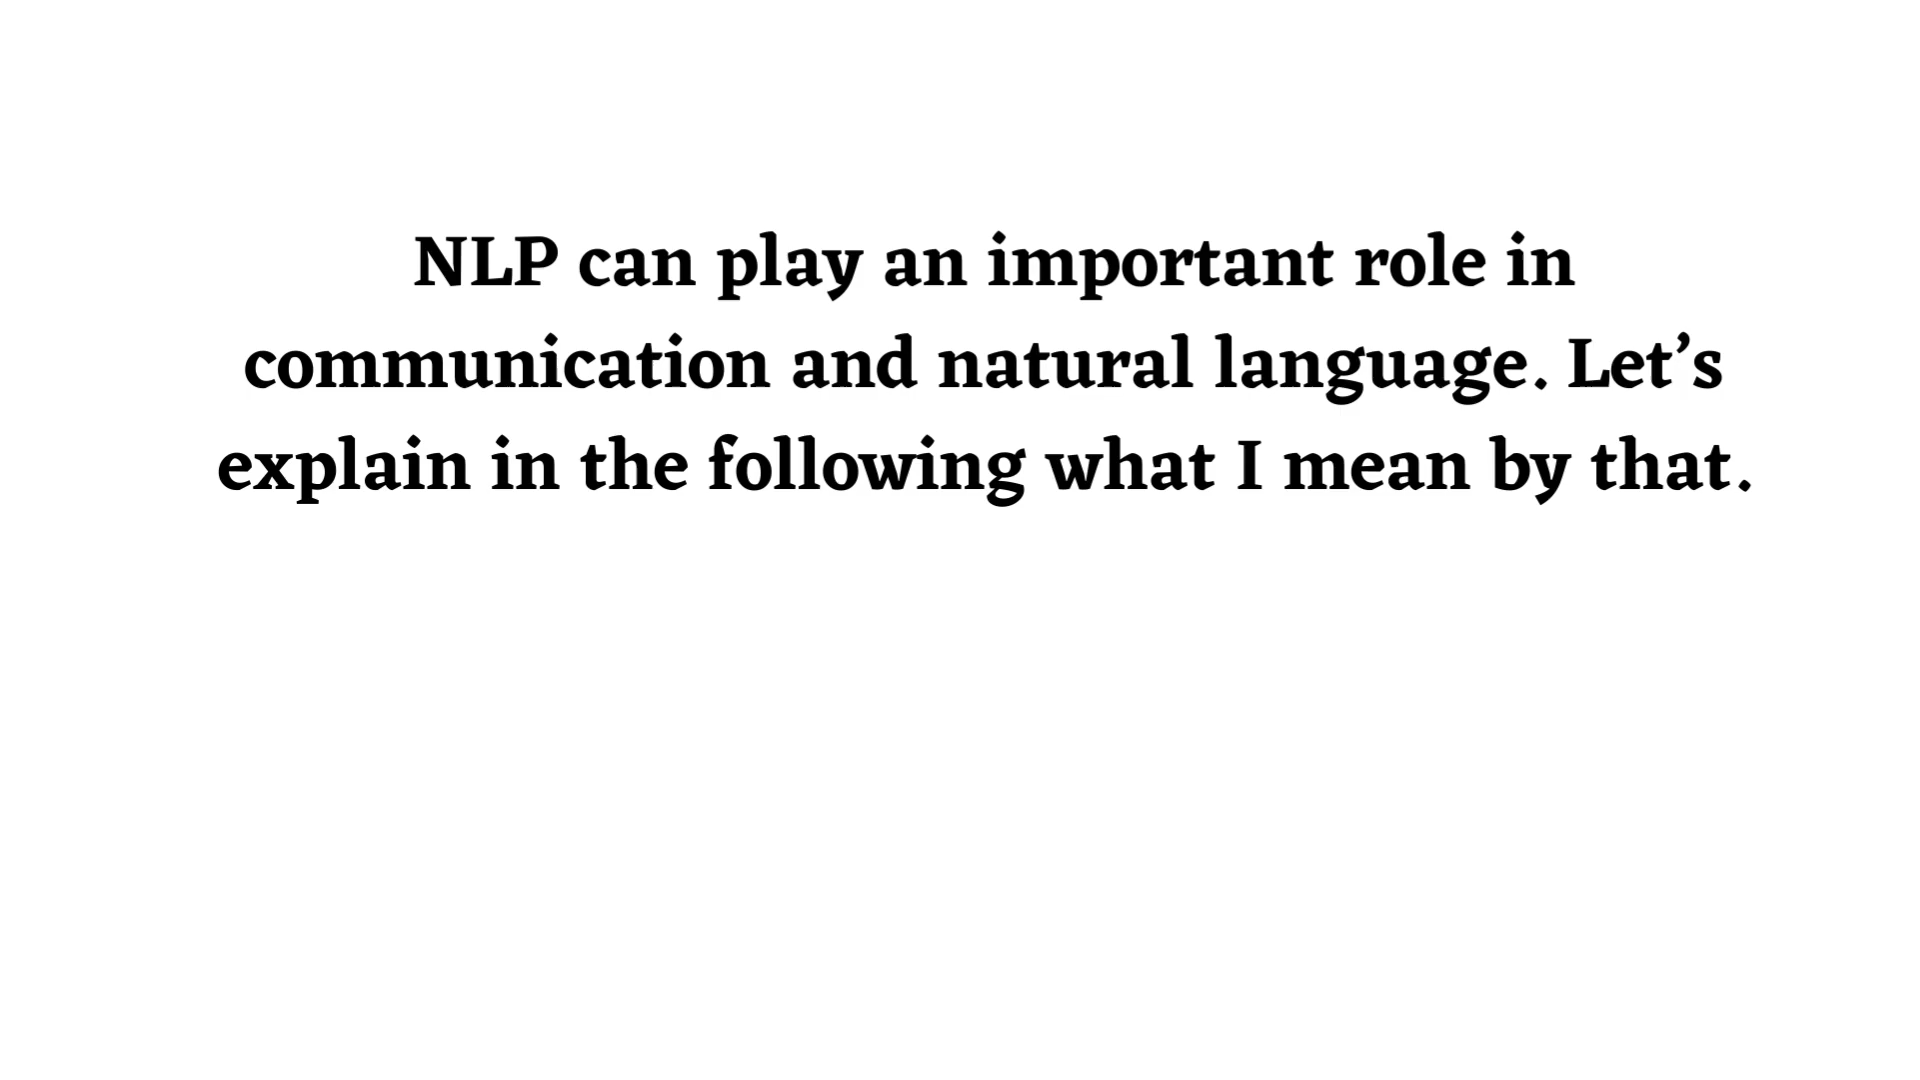 NLP can play an important role in
communication and natural language. Let’s
explain in the following what I mean by that.